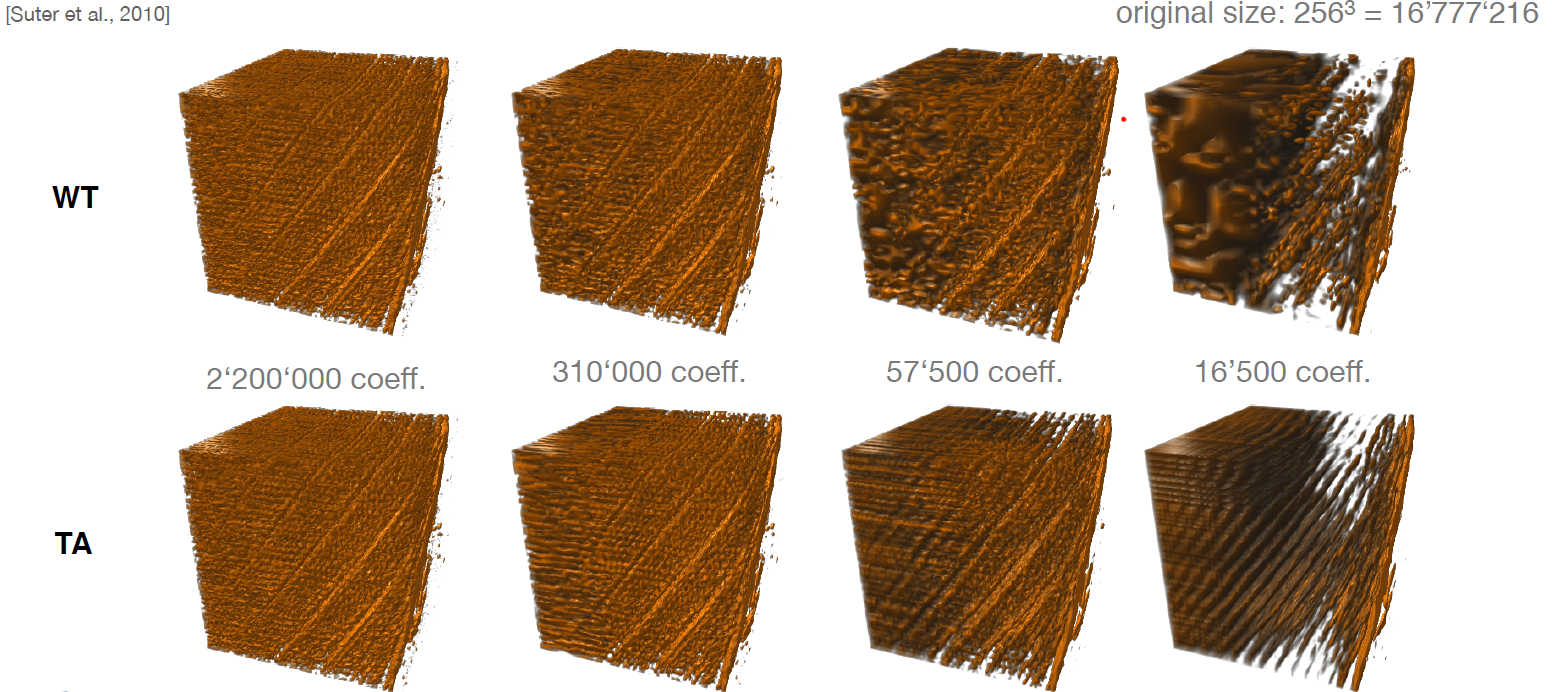 [Suter et al., 2010]
original size: 256³ = 16’777‘216
WT
2‘200‘000 coeff.
310‘000 coeff.
57‘500 coeff.
16’500 coeff.
TA